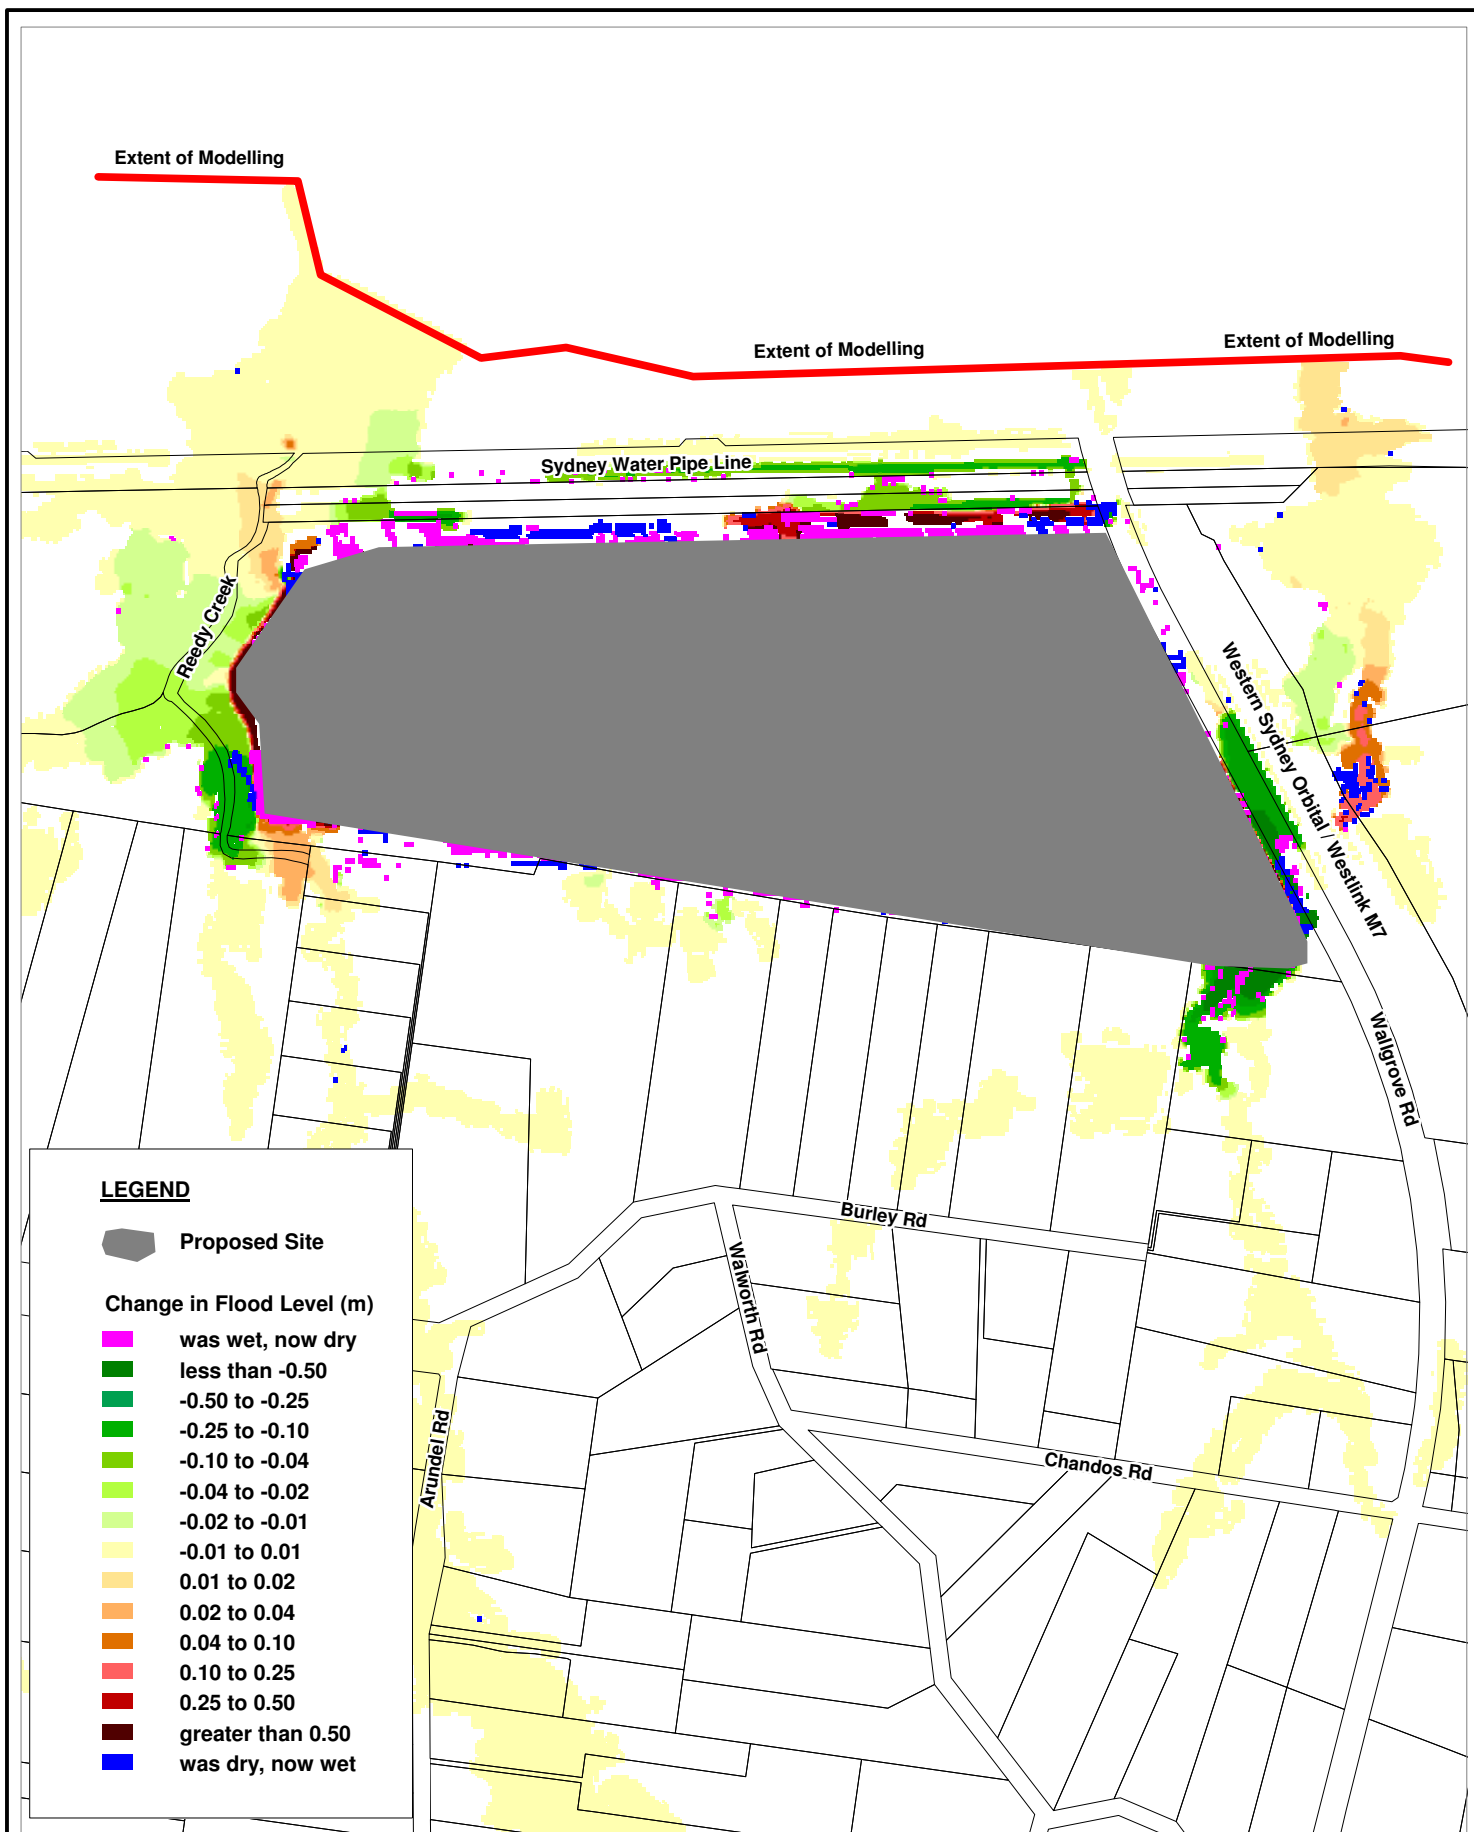 Extent of Modelling
Extent of Modelling
Extent of Modelling
Sydney Water Pipe Line
Reedy Creek
Western Sydney Orbital / Westlink M7
Wallgrove Rd
Burley Rd
Walworth Rd
Chandos Rd
Arundel Rd
LEGEND
Proposed Site
Change in Flood Level (m)
was wet, now dry
less than -0.50
-0.50 to -0.25
-0.25 to -0.10
-0.10 to -0.04
-0.04 to -0.02
-0.02 to -0.01
-0.01 to 0.01
0.01 to 0.02
0.02 to 0.04
0.04 to 0.10
0.10 to 0.25
0.25 to 0.50
greater than 0.50
was dry, now wet